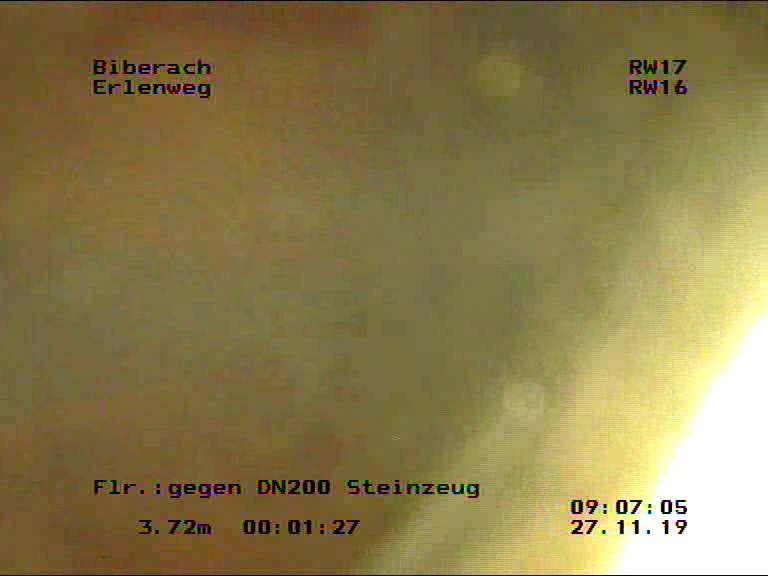 Biberach
Erlenweg
RW17
RW16
Flr.:gegen DN200 Steinzeug
3.72m 00:01:27
09:07:05
27.11.19